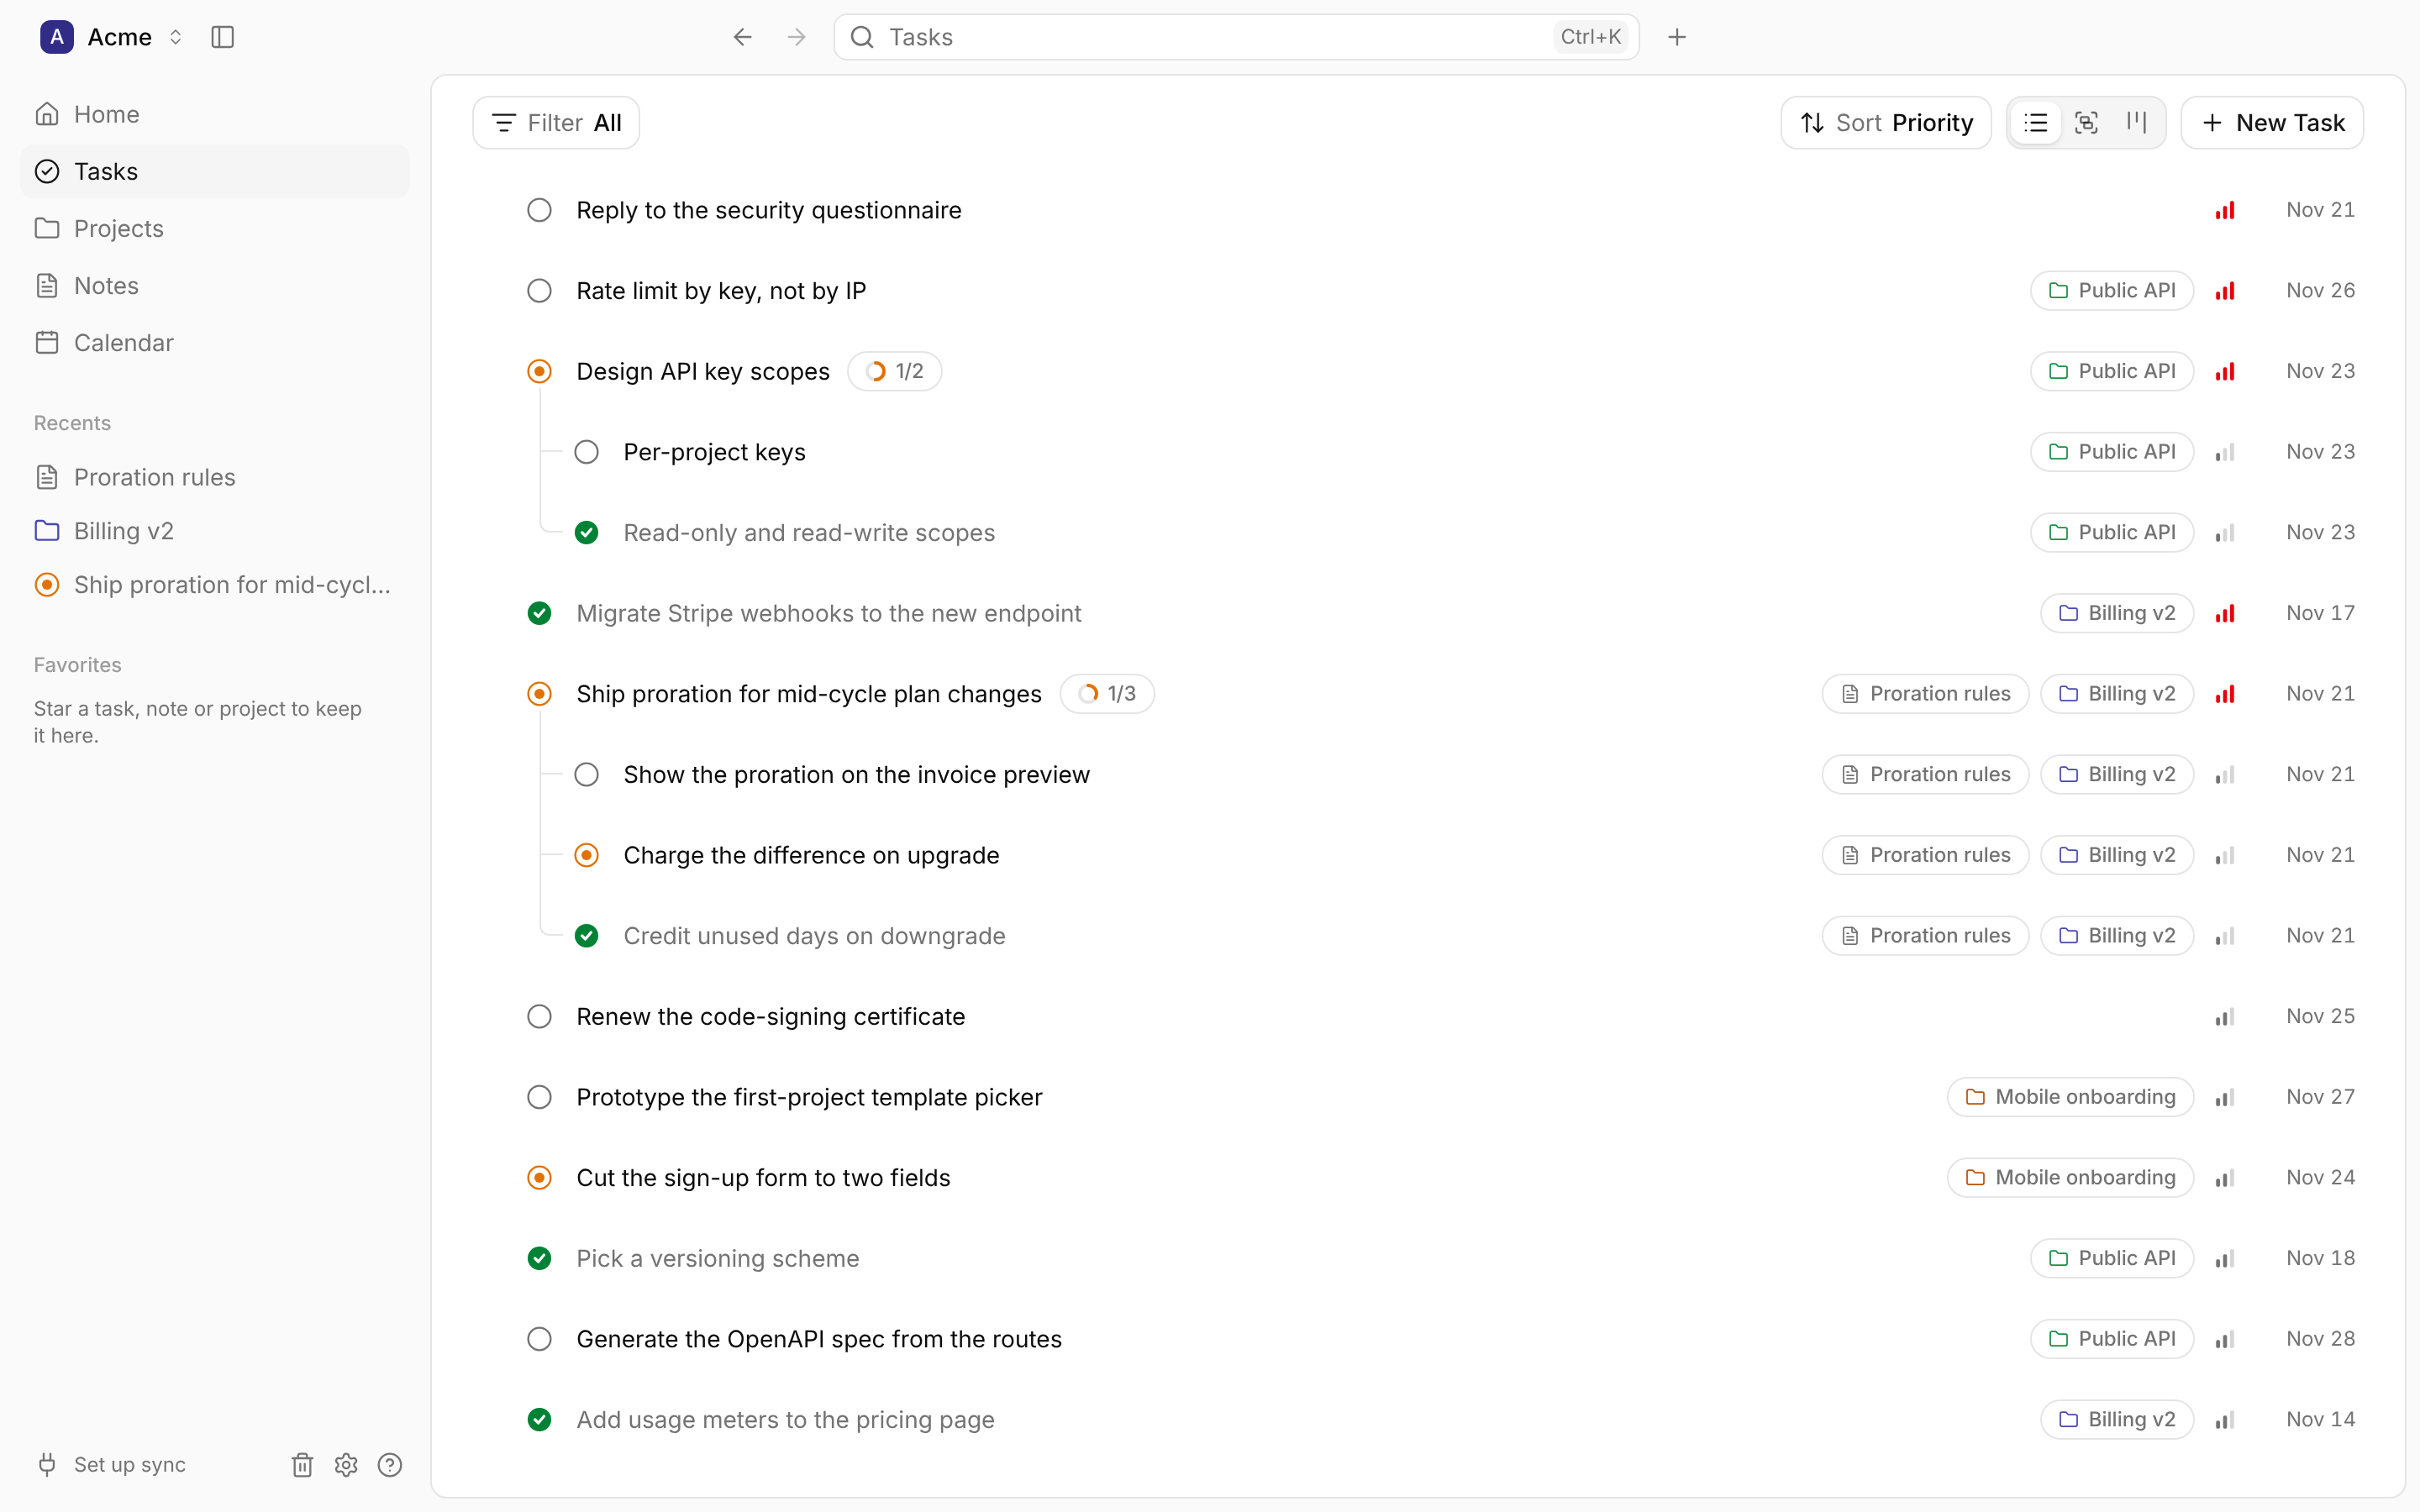 A Acme
Tasks Ctrl+K
Home
Tasks
Projects
Notes
Calendar
Recents
Proration rules
Billing v2
Ship proration for mid-cycl...
Favorites
Star a task, note or project to keep
it here.
Set up sync
Filter All
Sort Priority
New Task
Reply to the security questionnaire Nov 21
Rate limit by key, not by IP Public API Nov 26
Design API key scopes 1/2 Public API Nov 23
Per-project keys Public API Nov 23
Read-only and read-write scopes Public API Nov 23
Migrate Stripe webhooks to the new endpoint Billing v2 Nov 17
Ship proration for mid-cycle plan changes 1/3 Proration rules Billing v2 Nov 21
Show the proration on the invoice preview Proration rules Billing v2 Nov 21
Charge the difference on upgrade Proration rules Billing v2 Nov 21
Credit unused days on downgrade Proration rules Billing v2 Nov 21
Renew the code-signing certificate Nov 25
Prototype the first-project template picker Mobile onboarding Nov 27
Cut the sign-up form to two fields Mobile onboarding Nov 24
Pick a versioning scheme Public API Nov 18
Generate the OpenAPI spec from the routes Public API Nov 28
Add usage meters to the pricing page Billing v2 Nov 14